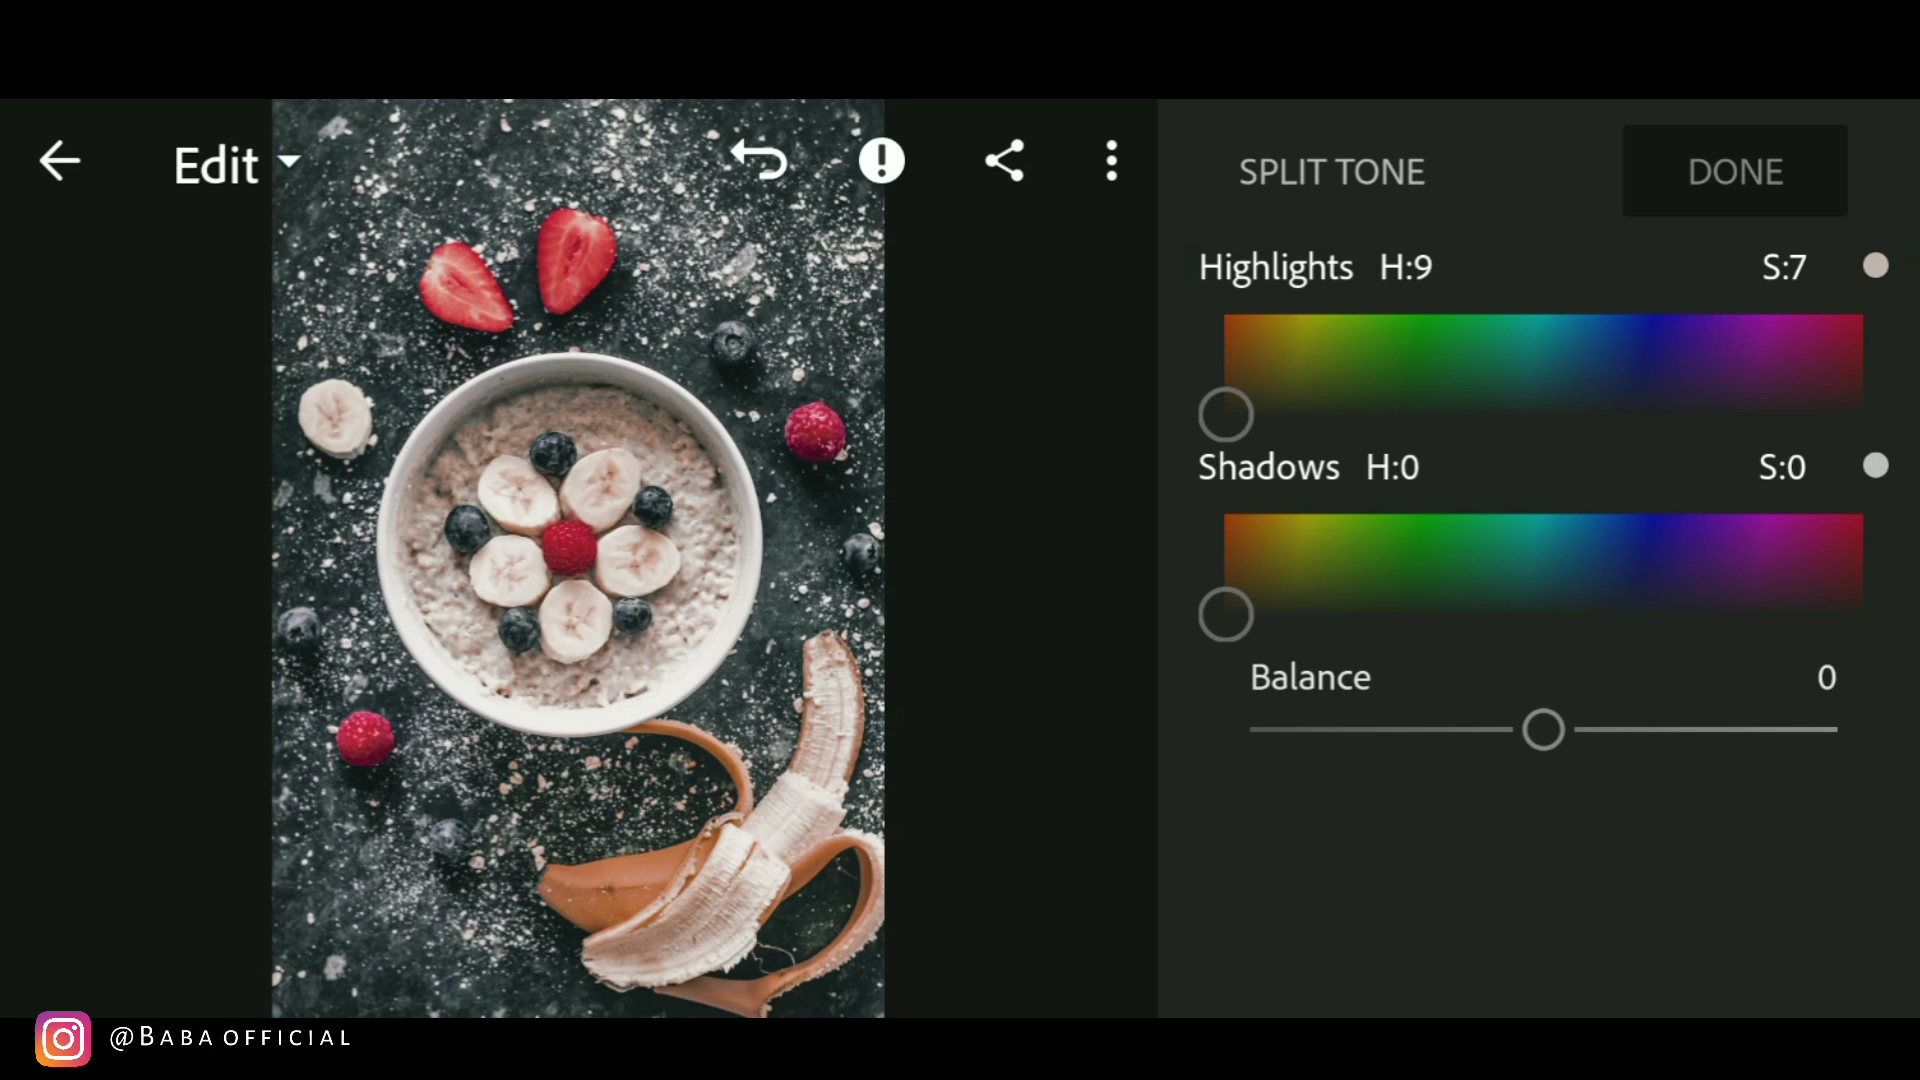 Edit
SPLIT TONE
DONE
Highlights H:9 S:7
Shadows H:0 S:0
Balance 0
@BABA OFFICIAL